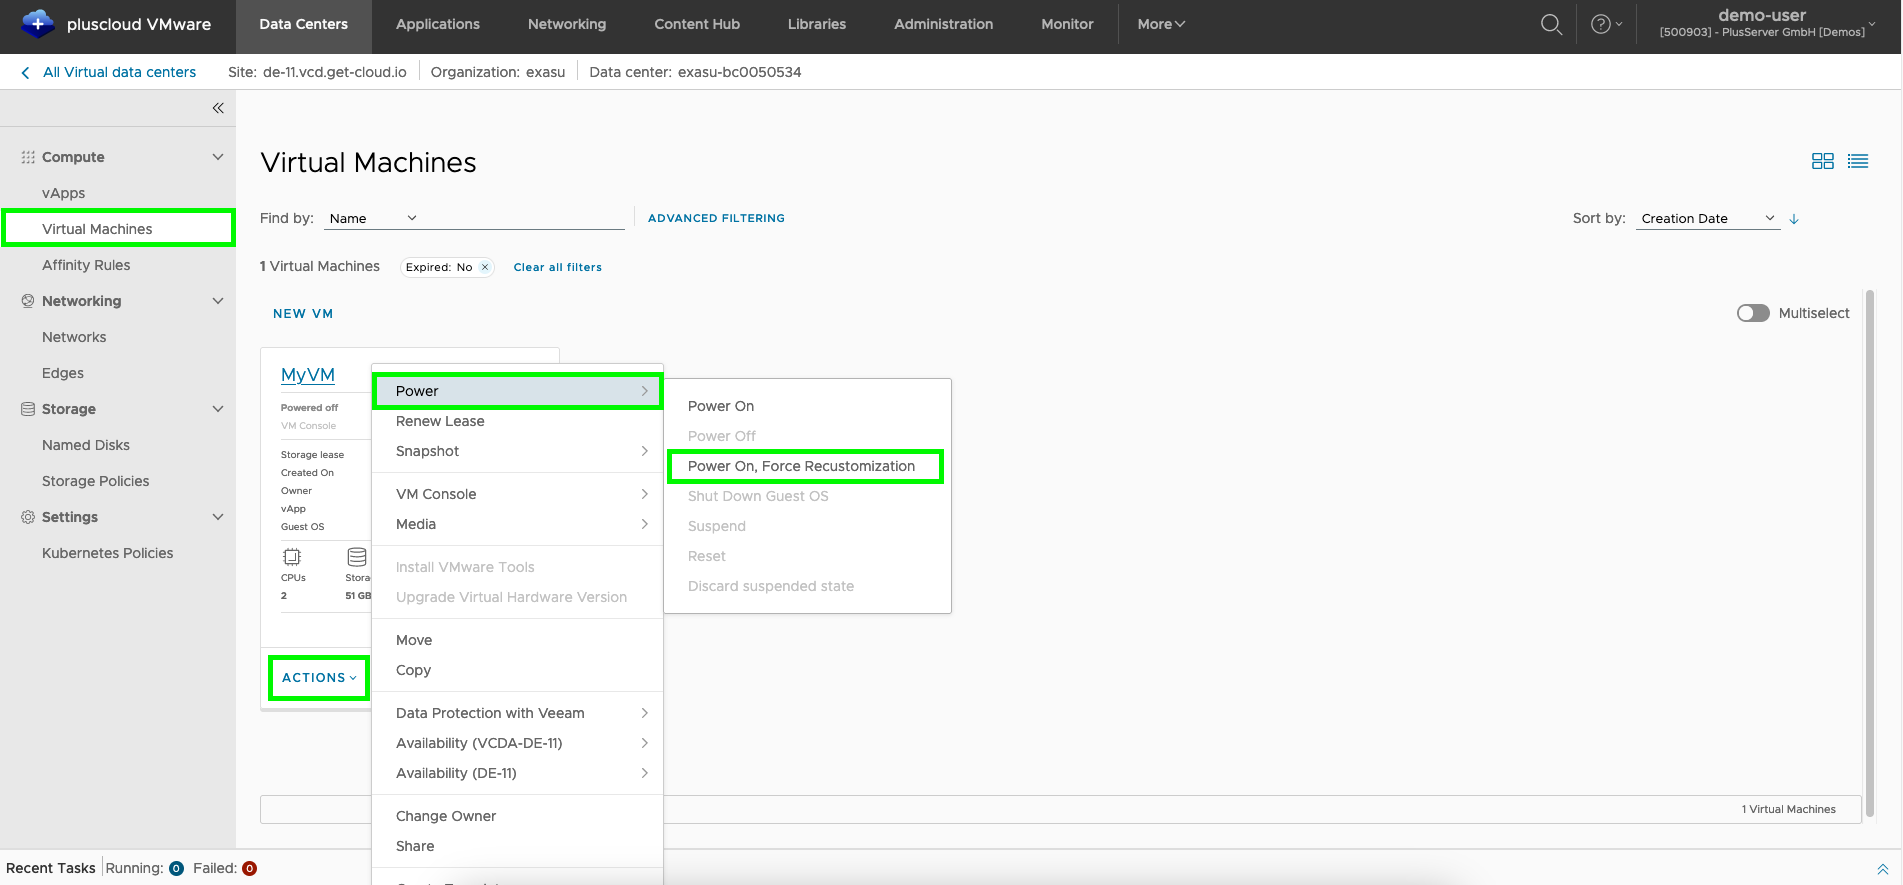 pluscloud VMware
Data Centers
Applications
Networking
Content Hub
Libraries
Administration
Monitor
More
demo-user
[500903] - PlusServer GmbH [Demos]
All Virtual data centers
Site: de-11.vcd.get-cloud.io
Organization: exasu
Data center: exasu-bc0050534
Compute
vApps
Virtual Machines
Affinity Rules
Networking
Networks
Edges
Storage
Named Disks
Storage Policies
Settings
Kubernetes Policies
Virtual Machines
Find by: Name
ADVANCED FILTERING
Sort by: Creation Date
1 Virtual Machines
Expired: No
Clear all filters
NEW VM
Multiselect
MyVM
Powered off
VM Console
Storage lease
Created On
Owner
vApp
Guest OS
CPUs
2
51 GB
ACTIONS
Power
Renew Lease
Snapshot
VM Console
Media
Install VMware Tools
Upgrade Virtual Hardware Version
Move
Copy
Data Protection with Veeam
Availability (VCDA-DE-11)
Availability (DE-11)
Change Owner
Share
Power On
Power Off
Power On, Force Recustomization
Shut Down Guest OS
Suspend
Reset
Discard suspended state
1 Virtual Machines
Recent Tasks
Running: 0
Failed: 0